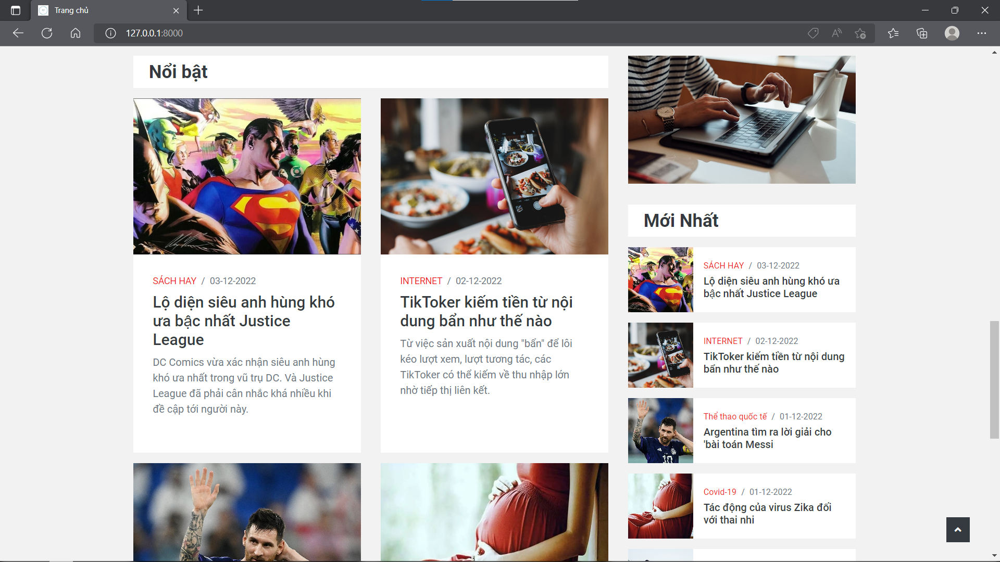 Trang chủ
127.0.0.1:8000
Nổi bật
SÁCH HAY / 03-12-2022
Lộ diện siêu anh hùng khó
ưa bậc nhất Justice
League
DC Comics vừa xác nhận siêu anh hùng
khó ưa nhất trong vũ trụ DC. Và Justice
League đã phải cân nhắc khá nhiều khi
đề cập tới người này.
INTERNET / 02-12-2022
TikToker kiếm tiền từ nội
dung bẩn như thế nào
Từ việc sản xuất nội dung "bẩn" để lôi
kéo lượt xem, lượt tương tác, các
TikToker có thể kiếm về thu nhập lớn
nhờ tiếp thị liên kết.
Mới Nhất
SÁCH HAY / 03-12-2022
Lộ diện siêu anh hùng khó ưa
bậc nhất Justice League
INTERNET / 02-12-2022
TikToker kiếm tiền từ nội dung
bẩn như thế nào
Thể thao quốc tế / 01-12-2022
Argentina tìm ra lời giải cho
'bài toán Messi
10
Covid-19 / 01-12-2022
Tác động của virus Zika đối
với thai nhi